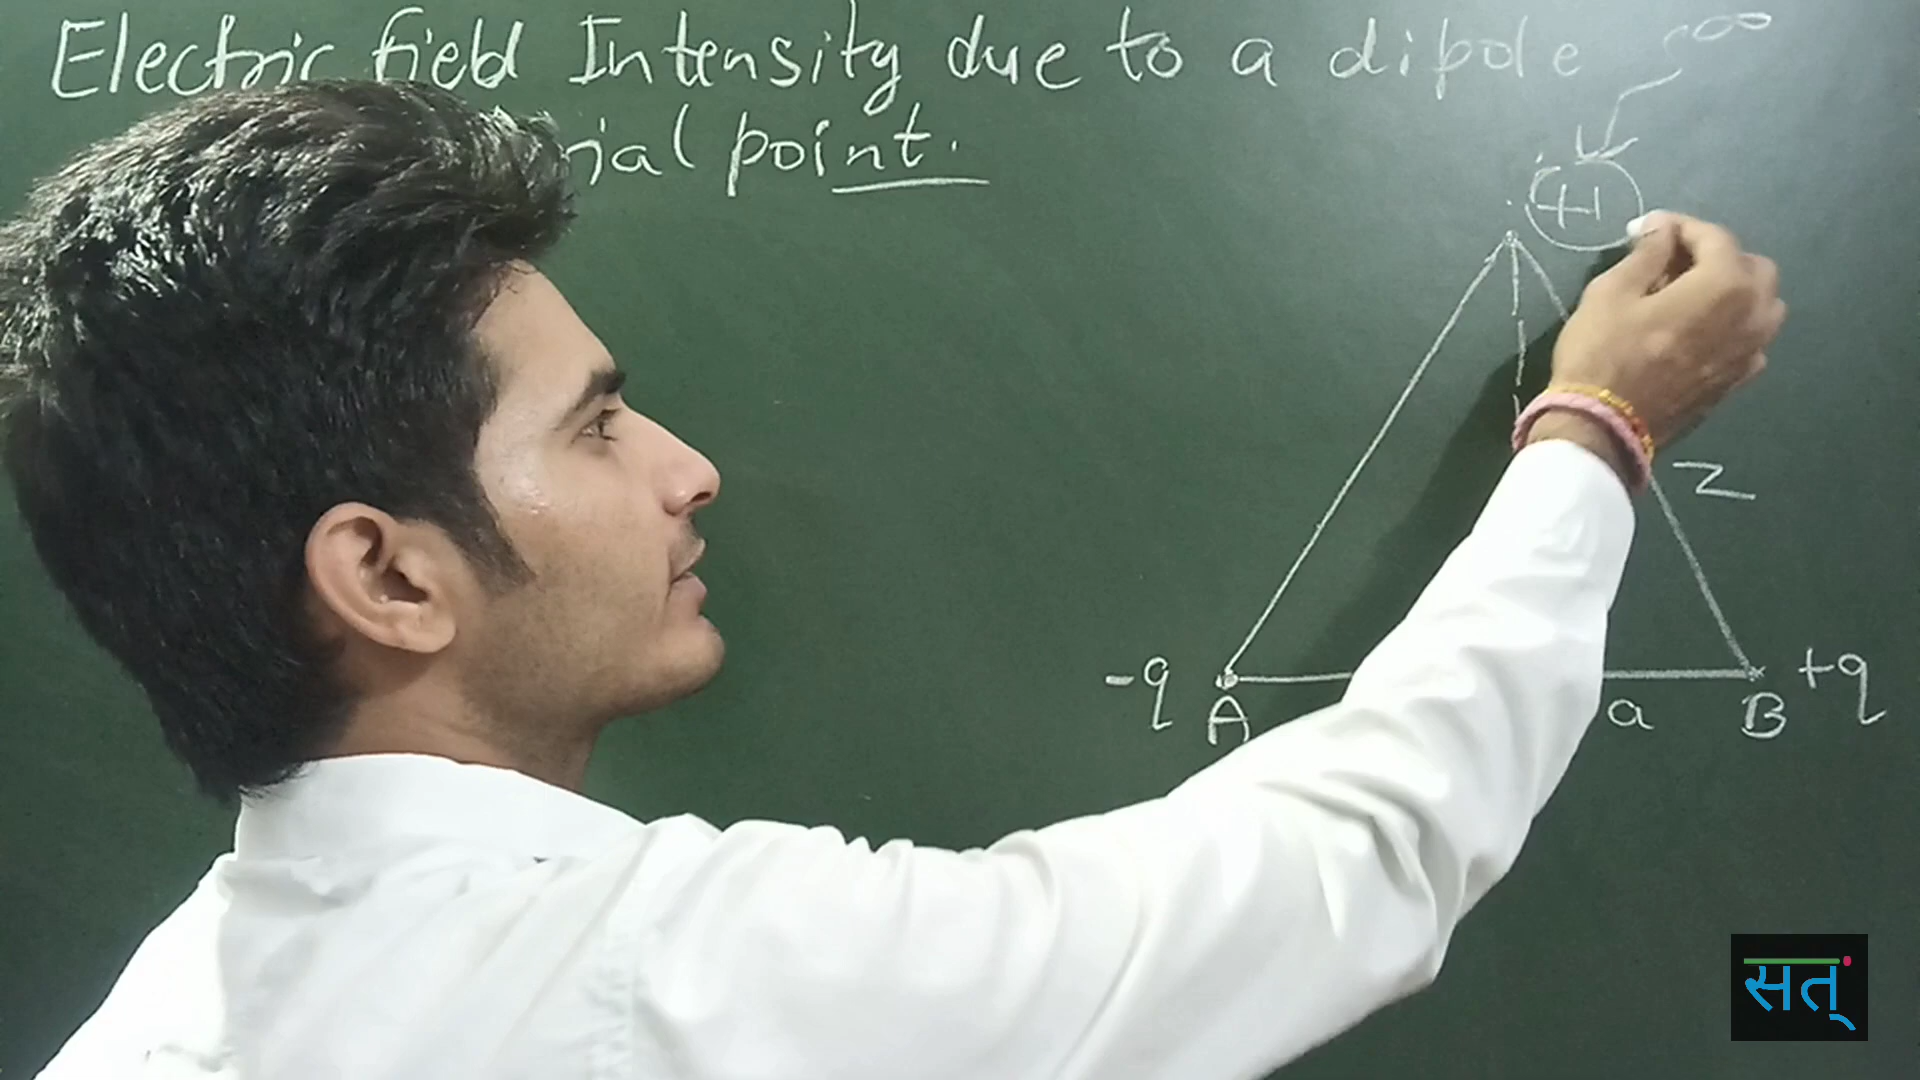 Electric field Intensity due to a dipole
point.
+1
z
-q
+q
A
a
B
सत्